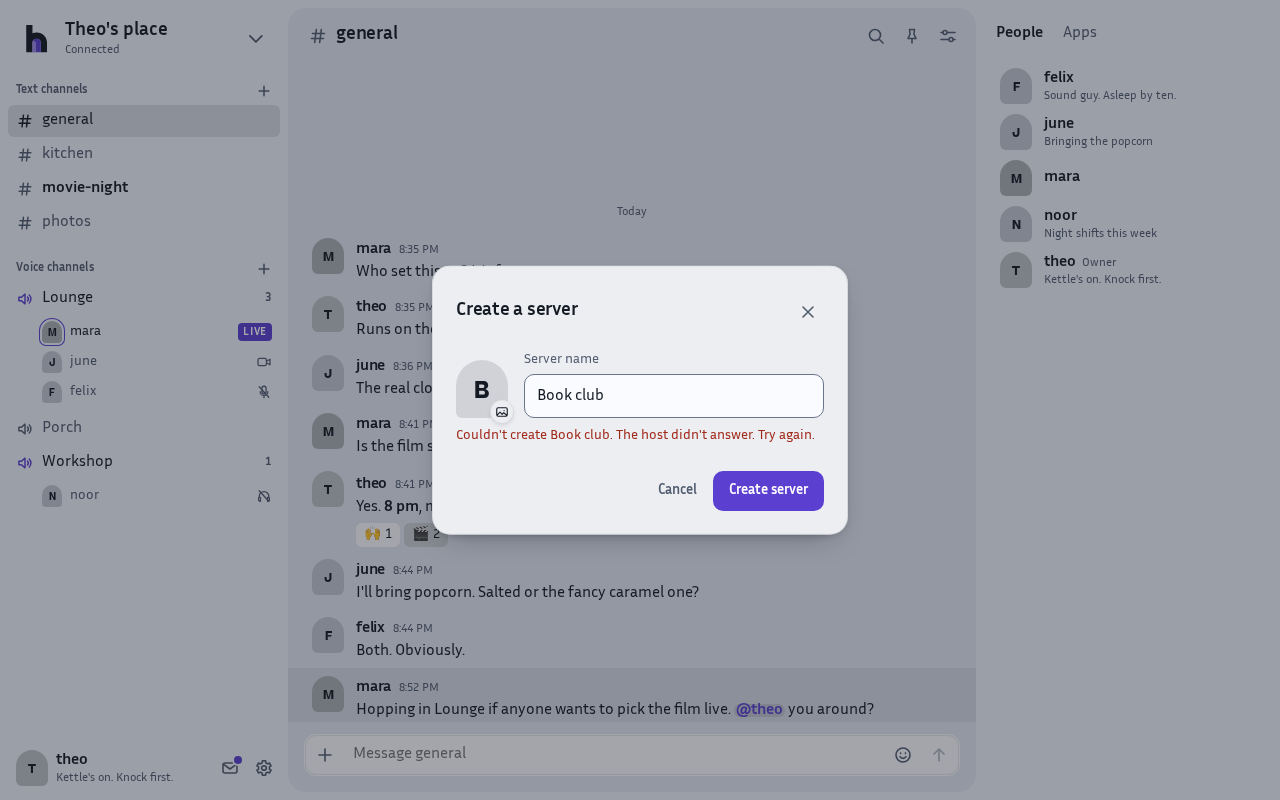 Theo's place
Connected
Text channels
general
kitchen
movie-night
photos
Voice channels
Lounge 3
M mara LIVE
J june
F felix
Porch
Workshop 1
N noor
T theo
Kettle's on. Knock first.
# general
Today
M mara 8:35 PM
Who set this
T theo 8:35 PM
Runs on the
J june 8:36 PM
The real clo
M mara 8:41 PM
Is the film s
T theo 8:41 PM
Yes. 8 pm,
🙌 1 🎬 2
J june 8:44 PM
I'll bring popcorn. Salted or the fancy caramel one?
F felix 8:44 PM
Both. Obviously.
M mara 8:52 PM
Hopping in Lounge if anyone wants to pick the film live. @theo you around?
Message general
Create a server
Server name
B
Book club
Couldn't create Book club. The host didn't answer. Try again.
Cancel Create server
People Apps
F felix
Sound guy. Asleep by ten.
J june
Bringing the popcorn
M mara
N noor
Night shifts this week
T theo Owner
Kettle's on. Knock first.